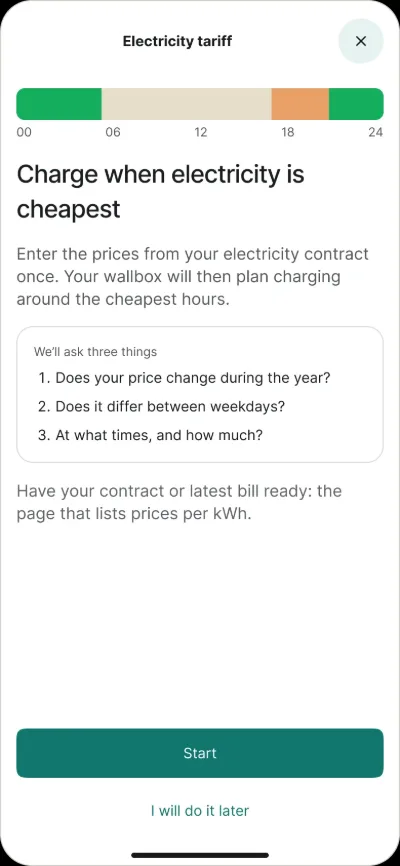 Electricity tariff
00 06 12 18 24
Charge when electricity is
cheapest
Enter the prices from your electricity contract
once. Your wallbox will then plan charging
around the cheapest hours.
We’ll ask three things
1. Does your price change during the year?
2. Does it differ between weekdays?
3. At what times, and how much?
Have your contract or latest bill ready: the
page that lists prices per kWh.
Start
I will do it later